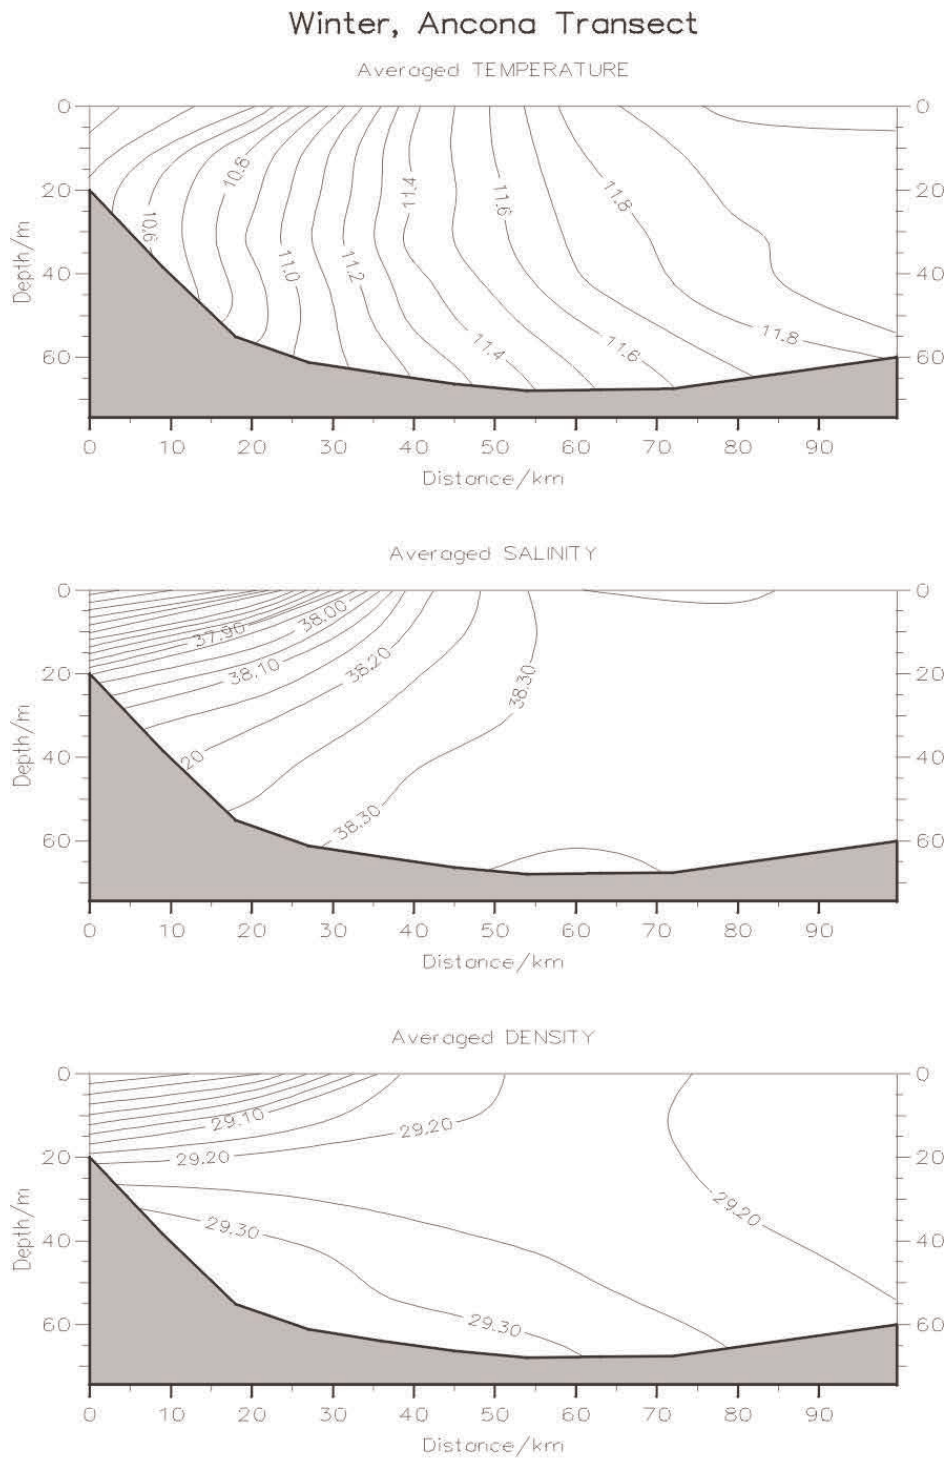 Winter, Ancona Transect
Averaged TEMPERATURE
0 0
10.8 11.4 11.6 11.8
20 20
10.6 11.0 11.2
Depth/m
40 40
11.4 11.6 11.8
60 60
0 10 20 30 40 50 60 70 80 90
Distance/km
Averaged SALINITY
0 0
37.90 38.00
38.10 38.20 38.30
20 20
Depth/m
20
40 40
38.30
60 60
0 10 20 30 40 50 60 70 80 90
Distance/km
Averaged DENSITY
0 0
29.10 29.20
29.20
20 20
29.30 29.20
Depth/m
40 40
29.30
60 60
0 10 20 30 40 50 60 70 80 90
Distance/km